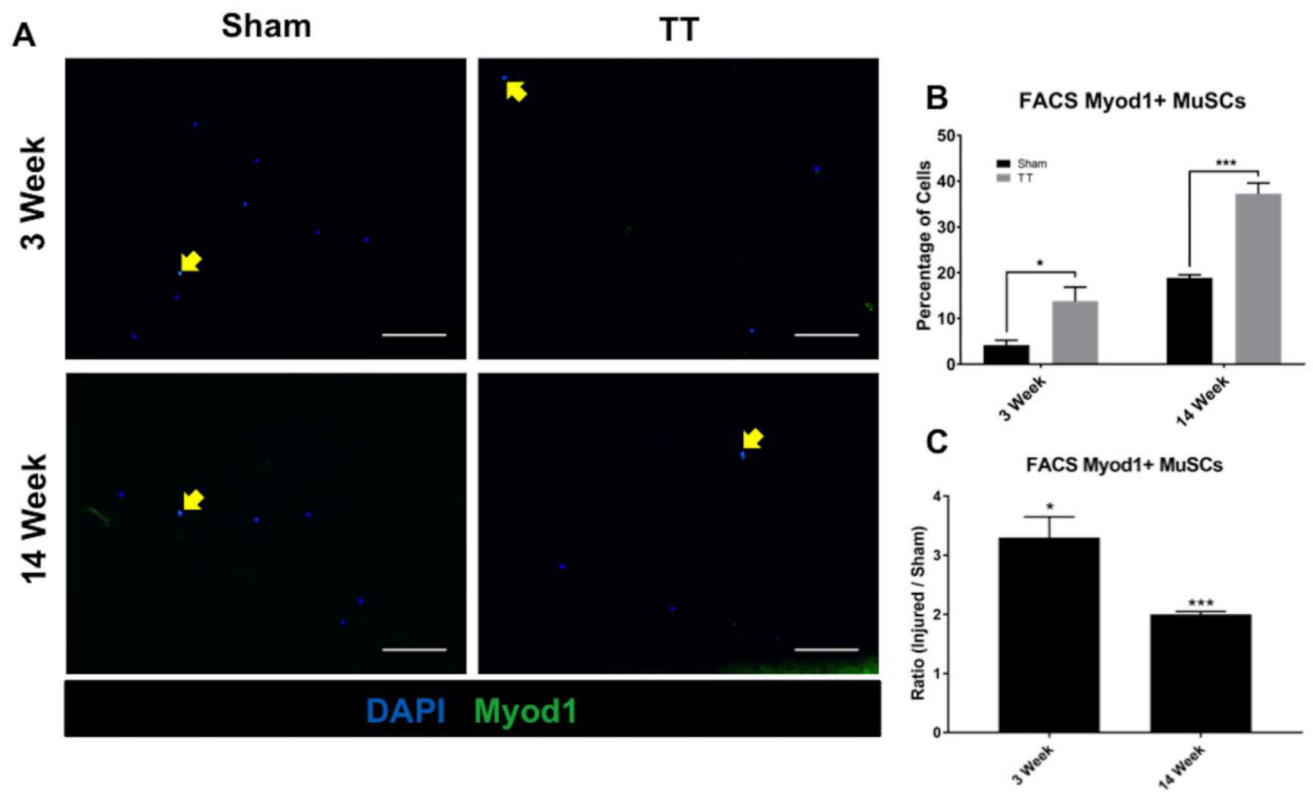 A
Sham
TT
3 Week
14 Week
DAPI Myod1
B
FACS Myod1+ MuSCs
Percentage of Cells
50
40
30
20
10
0
Sham
TT
*
***
3 Week
14 Week
C
FACS Myod1+ MuSCs
Ratio (Injured / Sham)
4
3
2
1
0
*
***
3 Week
14 Week